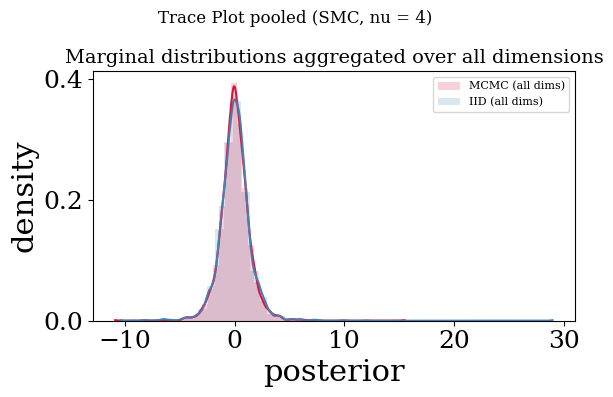 Trace Plot pooled (SMC, nu = 4)
Marginal distributions aggregated over all dimensions
density
0.4
0.2
0.0
MCMC (all dims)
IID (all dims)
−10 0 10 20 30
posterior